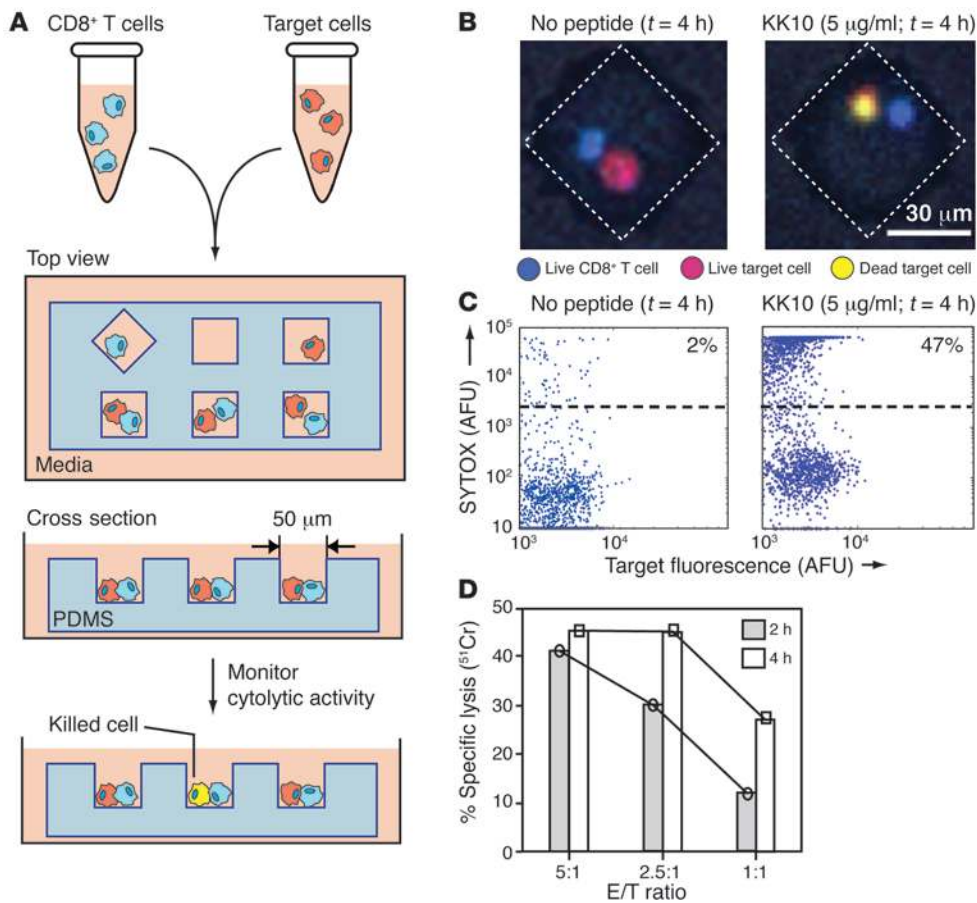 A
CD8⁺ T cells
Target cells
Top view
Media
Cross section
50 μm
PDMS
Monitor
cytolytic activity
Killed cell
B
No peptide (t = 4 h)
KK10 (5 μg/ml; t = 4 h)
30 μm
Live CD8⁺ T cell
Live target cell
Dead target cell
C
No peptide (t = 4 h)
KK10 (5 μg/ml; t = 4 h)
SYTOX (AFU)
10⁵
10⁴
10³
10²
10
2%
47%
10³
10⁴
10³
10⁴
Target fluorescence (AFU)
D
% Specific lysis (⁵¹Cr)
50
40
30
20
10
0
2 h
4 h
5:1
2.5:1
1:1
E/T ratio